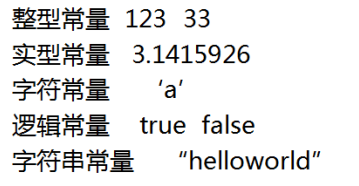 整型常量 123 33
实型常量 3.1415926
字符常量 ‘a’
逻辑常量 true false
字符串常量 “helloworld”